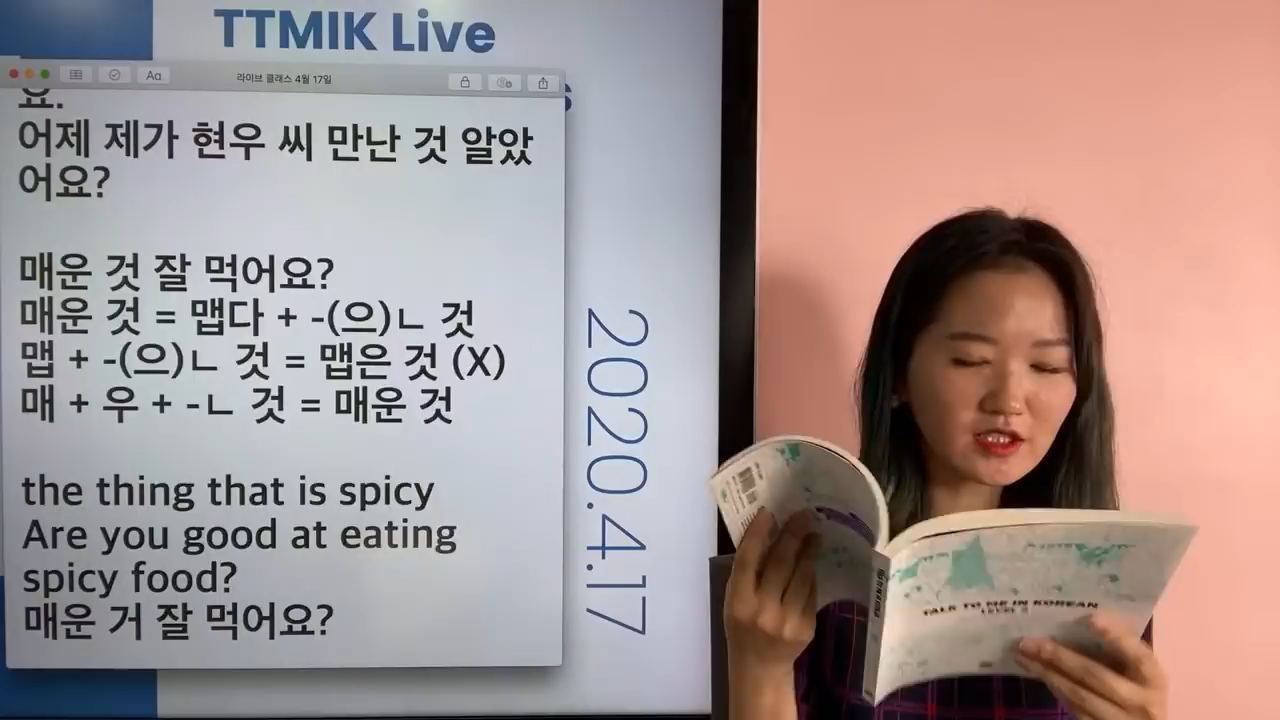 TTMIK Live
라이브 클래스 4월 17일
Aa
요.
어제 제가 현우 씨 만난 것 알았
어요?
매운 것 잘 먹어요?
매운 것 = 맵다 + -(으)ㄴ 것
맵 + -(으)ㄴ 것 = 맵은 것 (X)
매 + 우 + -ㄴ 것 = 매운 것
the thing that is spicy
Are you good at eating
spicy food?
매운 거 잘 먹어요?
2020.4.17
TALK TO ME IN KOREAN
LEVEL